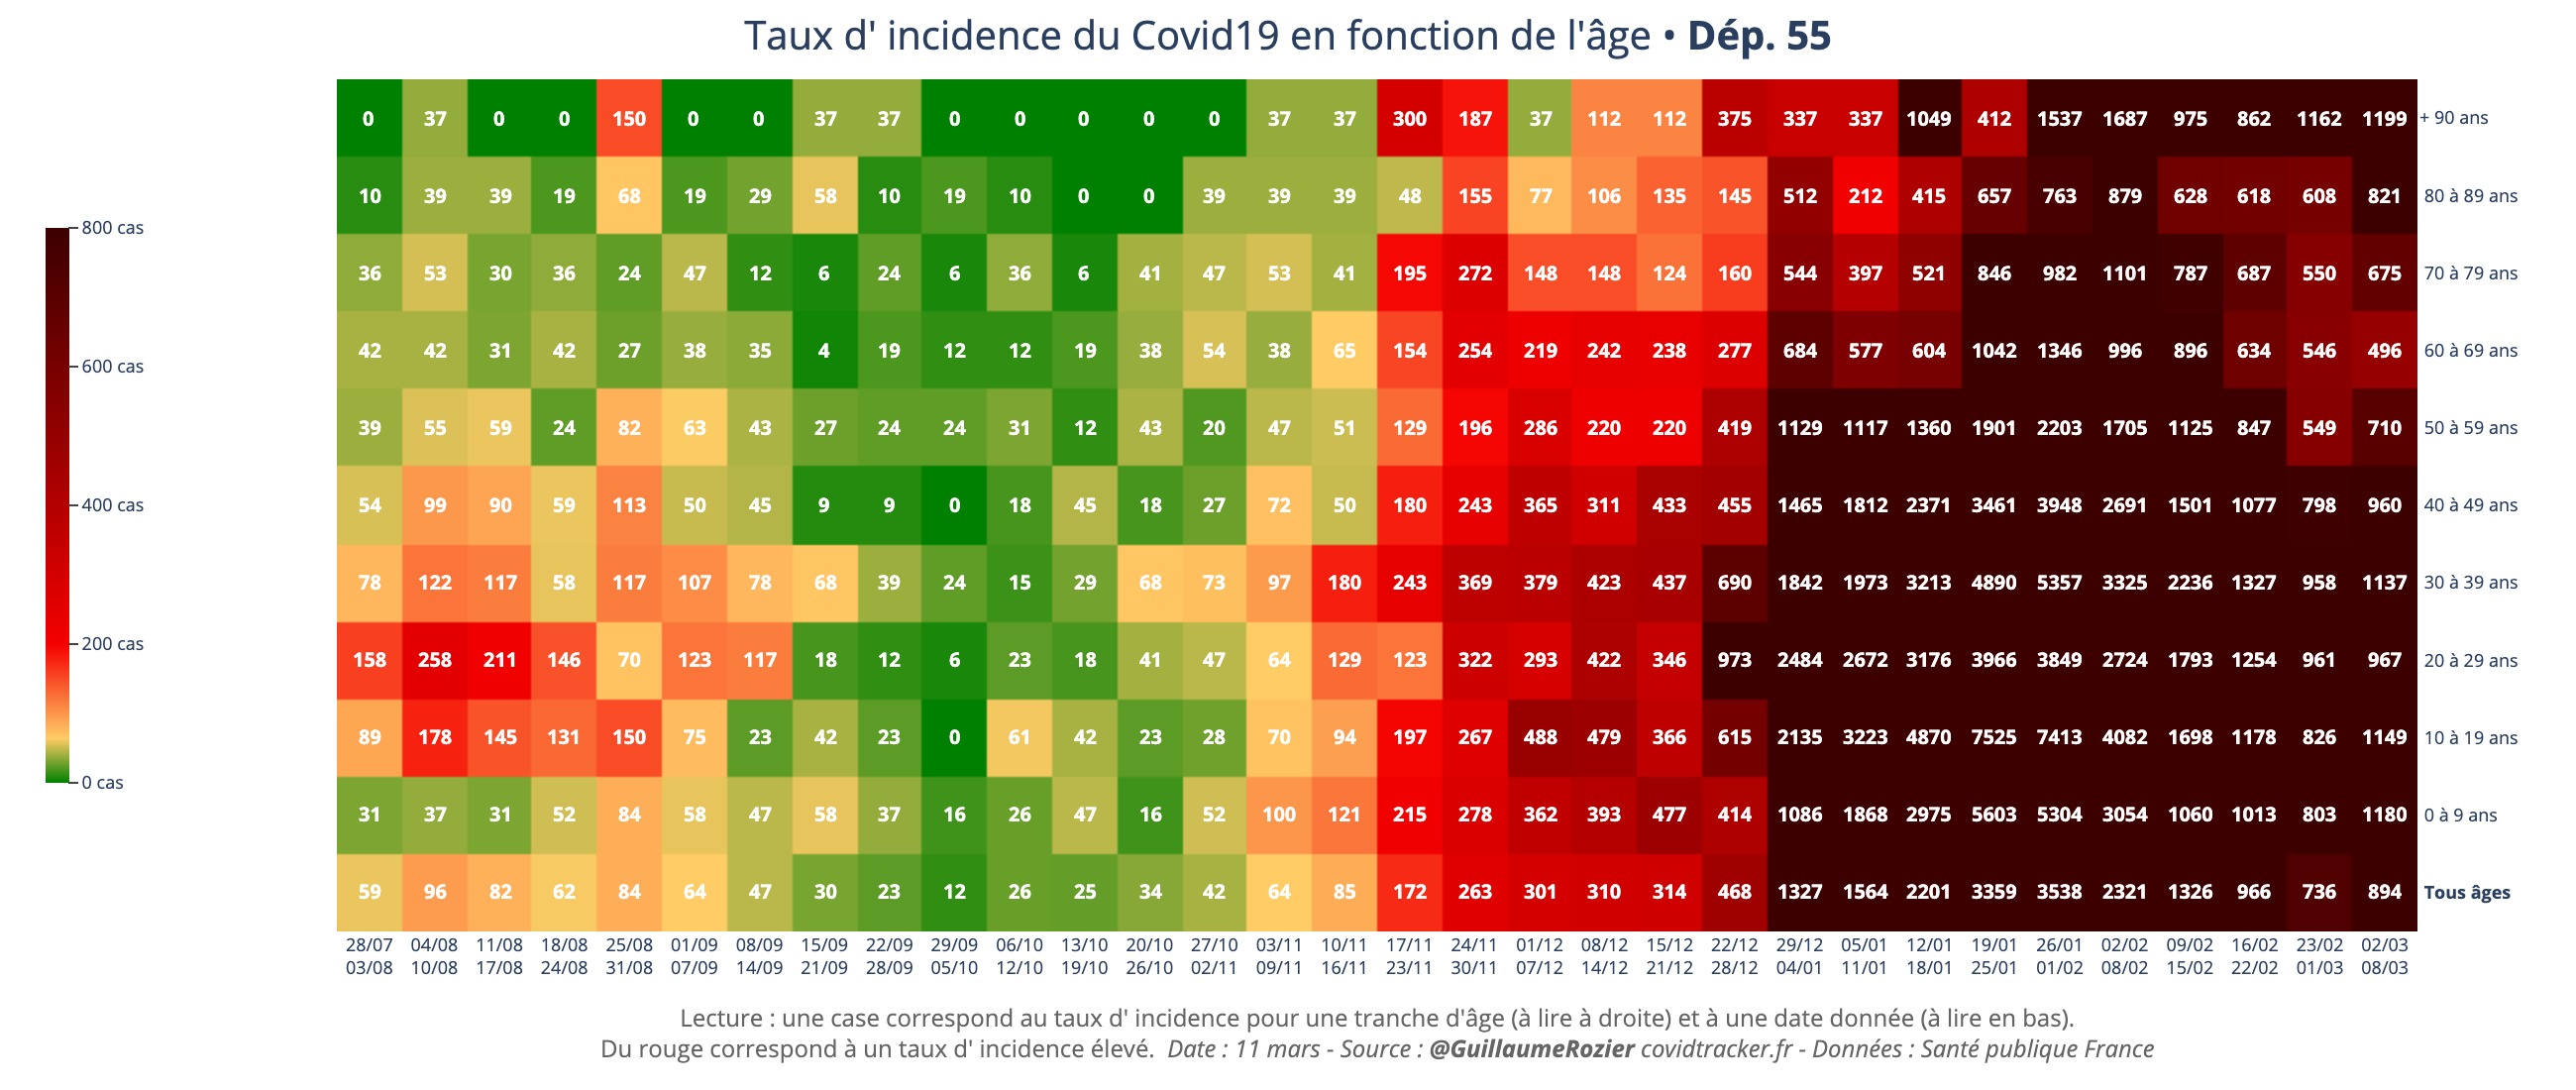 Taux d' incidence du Covid19 en fonction de l'âge • Dép. 55
0 37 0 0 150 0 0 37 37 0 0 0 0 0 37 37 300 187 37 112 112 375 337 337 1049 412 1537 1687 975 862 1162 1199 + 90 ans
10 39 39 19 68 19 29 58 10 19 10 0 0 39 39 39 48 155 77 106 135 145 512 212 415 657 763 879 628 618 608 821 80 à 89 ans
800 cas
36 53 30 36 24 47 12 6 24 6 36 6 41 47 53 41 195 272 148 148 124 160 544 397 521 846 982 1101 787 687 550 675 70 à 79 ans
42 42 31 42 27 38 35 4 19 12 12 19 38 54 38 65 154 254 219 242 238 277 684 577 604 1042 1346 996 896 634 546 496 60 à 69 ans
600 cas
39 55 59 24 82 63 43 27 24 24 31 12 43 20 47 51 129 196 286 220 220 419 1129 1117 1360 1901 2203 1705 1125 847 549 710 50 à 59 ans
400 cas
54 99 90 59 113 50 45 9 9 0 18 45 18 27 72 50 180 243 365 311 433 455 1465 1812 2371 3461 3948 2691 1501 1077 798 960 40 à 49 ans
78 122 117 58 117 107 78 68 39 24 15 29 68 73 97 180 243 369 379 423 437 690 1842 1973 3213 4890 5357 3325 2236 1327 958 1137 30 à 39 ans
200 cas
158 258 211 146 70 123 117 18 12 6 23 18 41 47 64 129 123 322 293 422 346 973 2484 2672 3176 3966 3849 2724 1793 1254 961 967 20 à 29 ans
89 178 145 131 150 75 23 42 23 0 61 42 23 28 70 94 197 267 488 479 366 615 2135 3223 4870 7525 7413 4082 1698 1178 826 1149 10 à 19 ans
0 cas
31 37 31 52 84 58 47 58 37 16 26 47 16 52 100 121 215 278 362 393 477 414 1086 1868 2975 5603 5304 3054 1060 1013 803 1180 0 à 9 ans
59 96 82 62 84 64 47 30 23 12 26 25 34 42 64 85 172 263 301 310 314 468 1327 1564 2201 3359 3538 2321 1326 966 736 894 Tous âges
28/07 04/08 11/08 18/08 25/08 01/09 08/09 15/09 22/09 29/09 06/10 13/10 20/10 27/10 03/11 10/11 17/11 24/11 01/12 08/12 15/12 22/12 29/12 05/01 12/01 19/01 26/01 02/02 09/02 16/02 23/02 02/03
03/08 10/08 17/08 24/08 31/08 07/09 14/09 21/09 28/09 05/10 12/10 19/10 26/10 02/11 09/11 16/11 23/11 30/11 07/12 14/12 21/12 28/12 04/01 11/01 18/01 25/01 01/02 08/02 15/02 22/02 01/03 08/03
Lecture : une case correspond au taux d' incidence pour une tranche d'âge (à lire à droite) et à une date donnée (à lire en bas).
Du rouge correspond à un taux d' incidence élevé. Date : 11 mars - Source : @GuillaumeRozier covidtracker.fr - Données : Santé publique France